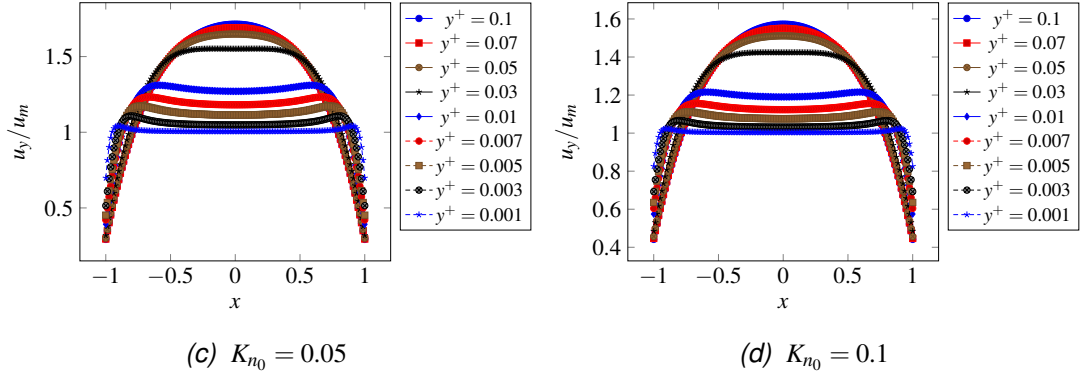 1.5
1
0.5
−1
−0.5
0
0.5
1
x
u_y/u_m
y⁺ = 0.1
y⁺ = 0.07
y⁺ = 0.05
y⁺ = 0.03
y⁺ = 0.01
y⁺ = 0.007
y⁺ = 0.005
y⁺ = 0.003
y⁺ = 0.001
(c) K_{n_0} = 0.05
1.6
1.4
1.2
1
0.8
0.6
0.4
−1
−0.5
0
0.5
1
x
u_y/u_m
y⁺ = 0.1
y⁺ = 0.07
y⁺ = 0.05
y⁺ = 0.03
y⁺ = 0.01
y⁺ = 0.007
y⁺ = 0.005
y⁺ = 0.003
y⁺ = 0.001
(d) K_{n_0} = 0.1